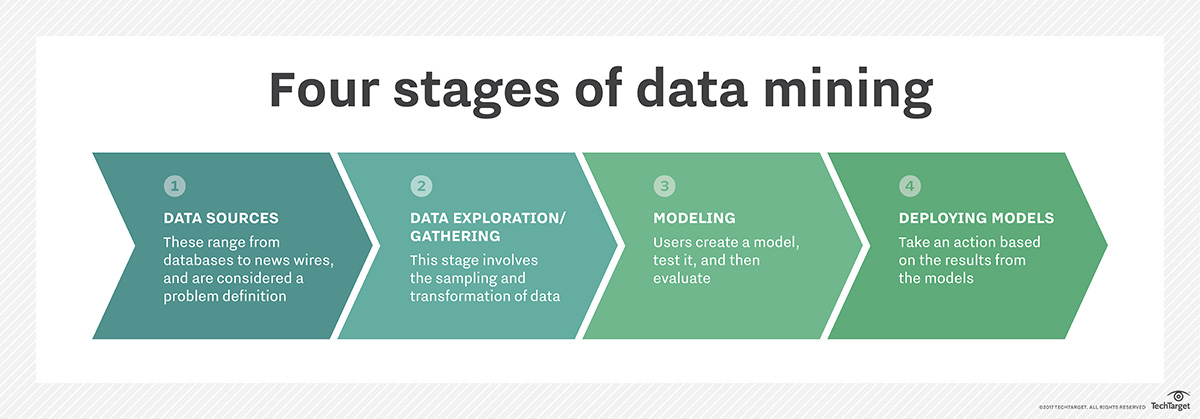 Four stages of data mining
1
DATA SOURCES
These range from
databases to news wires,
and are considered a
problem definition
2
DATA EXPLORATION/
GATHERING
This stage involves
the sampling and
transformation of data
3
MODELING
Users create a model,
test it, and then
evaluate
4
DEPLOYING MODELS
Take an action based
on the results from
the models
©2017 TECHTARGET. ALL RIGHTS RESERVED TechTarget